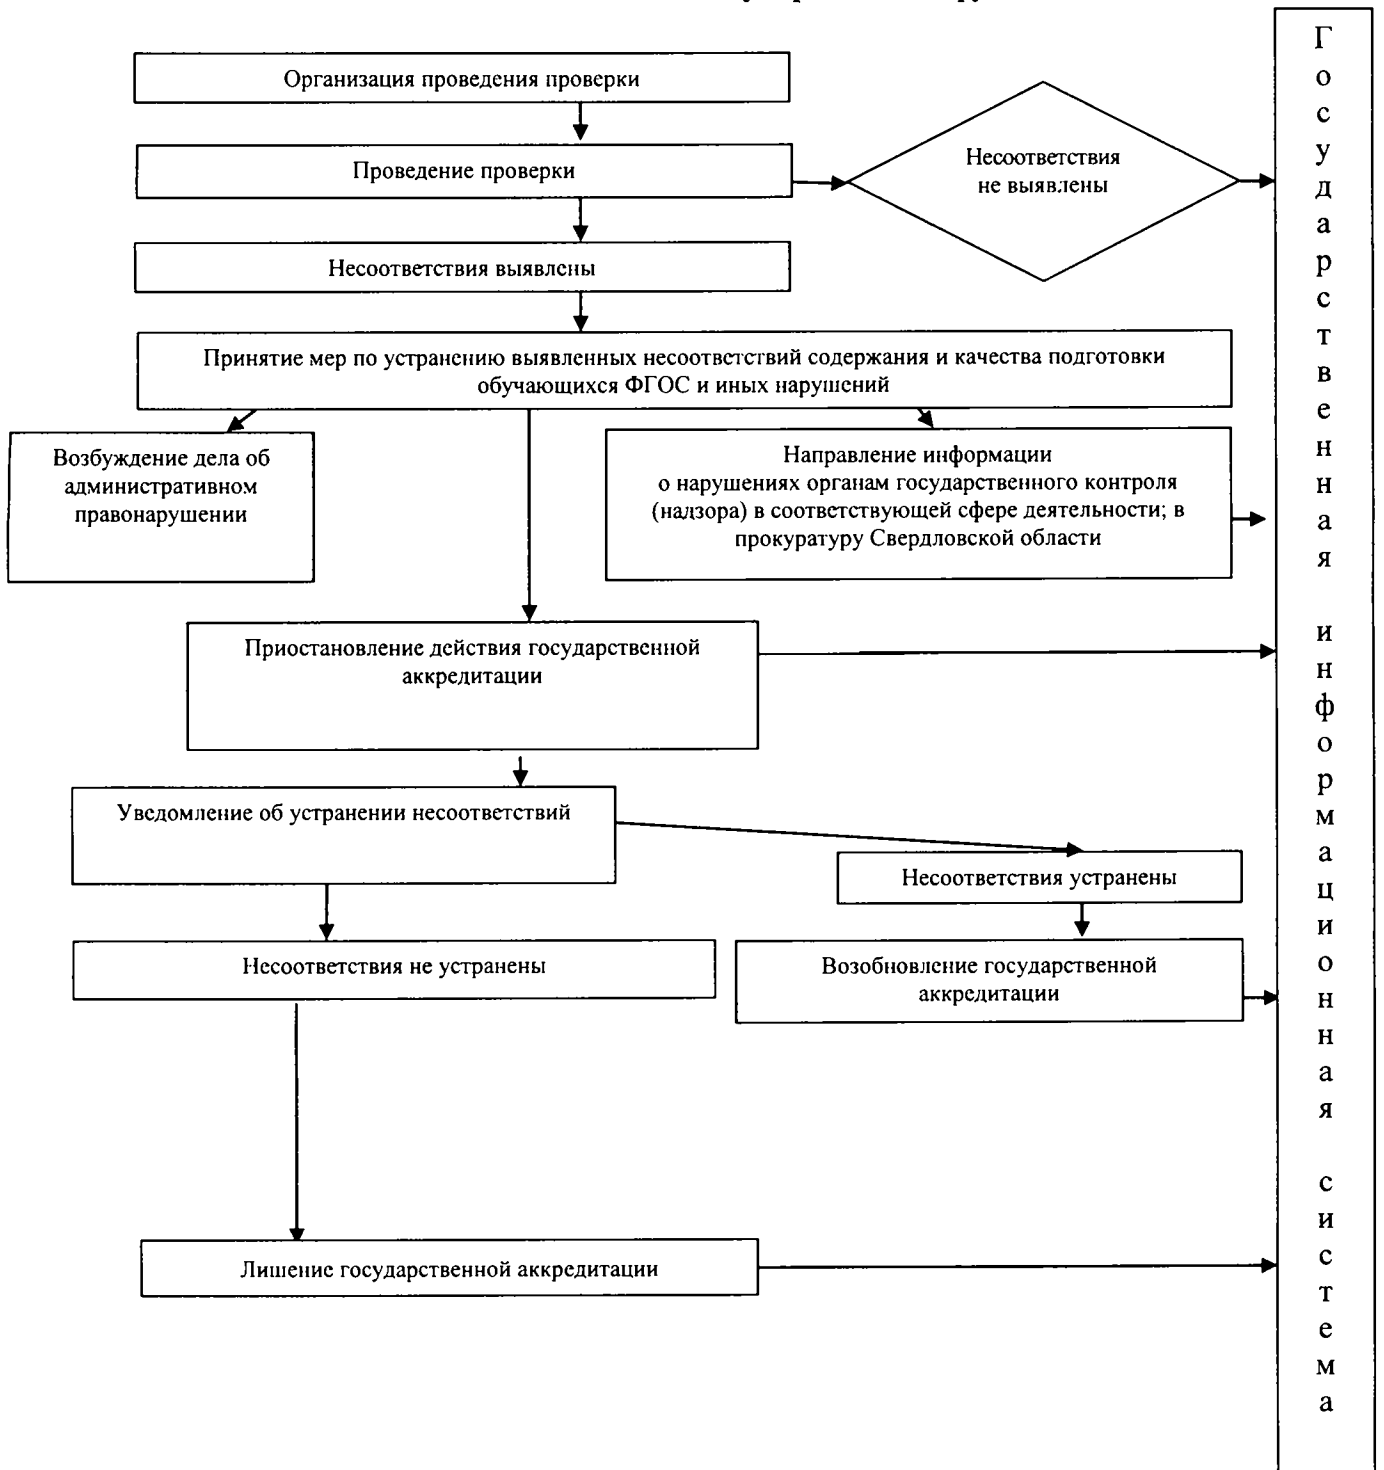 Организация проведения проверки
Проведение проверки
Несоответствия
не выявлены
Несоответствия выявлены
Принятие мер по устранению выявленных несоответствий содержания и качества подготовки
обучающихся ФГОС и иных нарушений
Возбуждение дела об
административном
правонарушении
Направление информации
о нарушениях органам государственного контроля
(надзора) в соответствующей сфере деятельности; в
прокуратуру Свердловской области
Приостановление действия государственной
аккредитации
Уведомление об устранении несоответствий
Несоответствия устранены
Несоответствия не устранены
Возобновление государственной
аккредитации
Лишение государственной аккредитации
Государственная информационная система